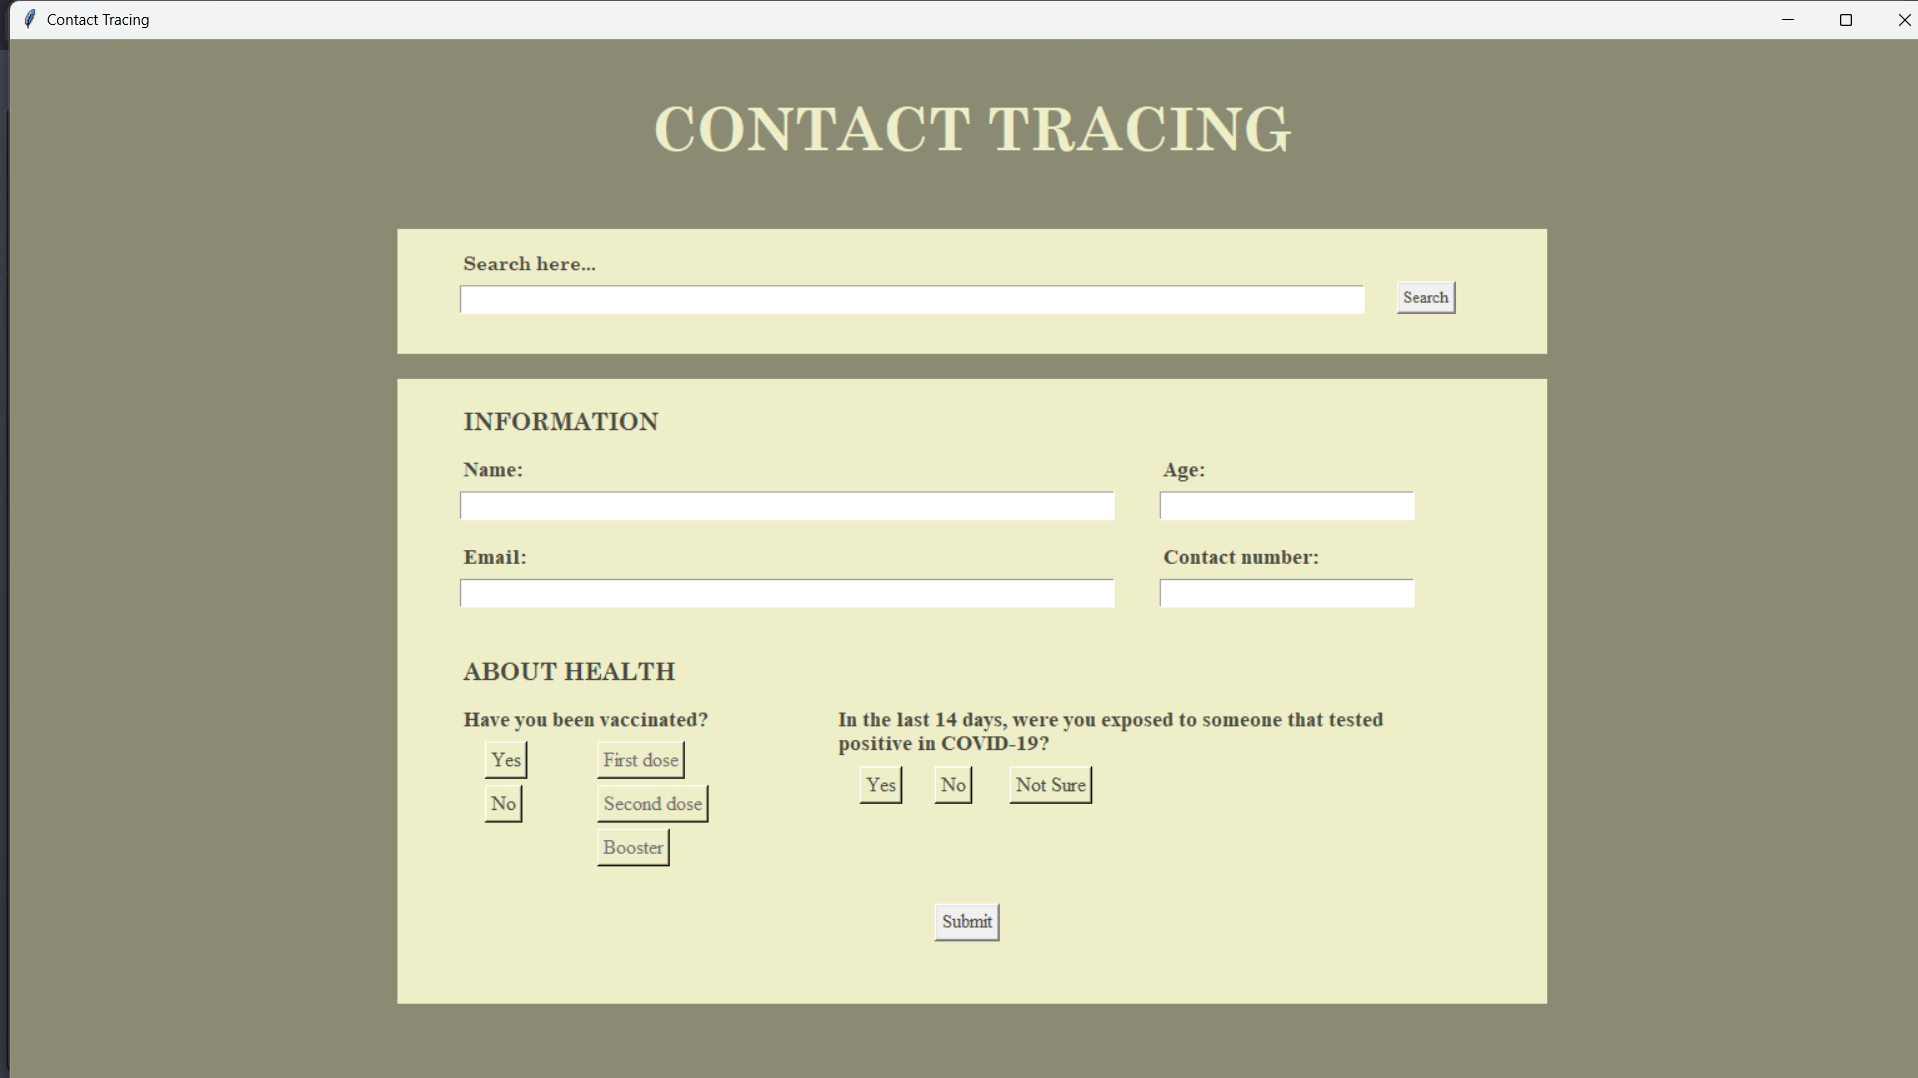 Contact Tracing
CONTACT TRACING
Search here...
Search
INFORMATION
Name:
Age:
Email:
Contact number:
ABOUT HEALTH
Have you been vaccinated?
Yes
First dose
No
Second dose
Booster
In the last 14 days, were you exposed to someone that tested
positive in COVID-19?
Yes
No
Not Sure
Submit